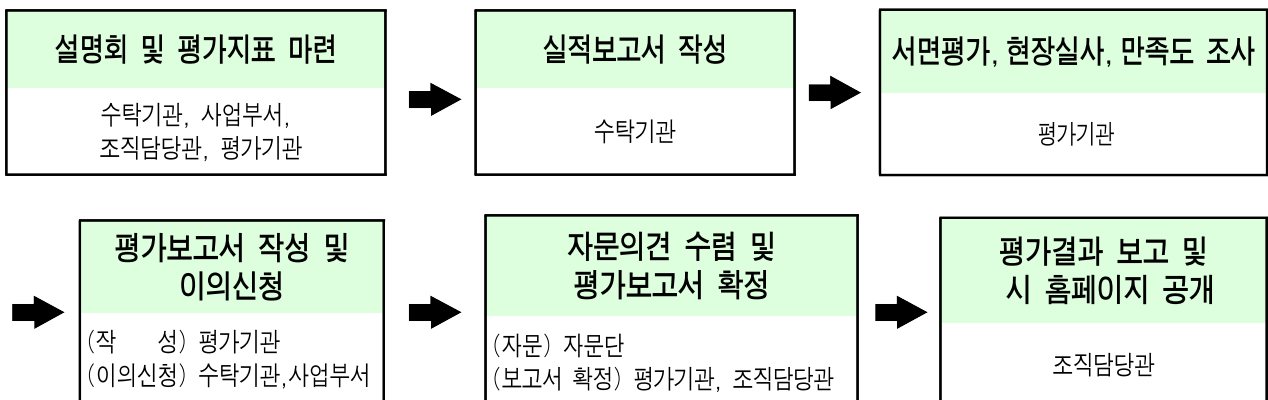 설명회 및 평가지표 마련
수탁기관, 사업부서,
조직담당관, 평가기관
실적보고서 작성
수탁기관
서면평가, 현장실사, 만족도 조사
평가기관
평가보고서 작성 및
이의신청
(작 성) 평가기관
(이의신청) 수탁기관,사업부서
자문의견 수렴 및
평가보고서 확정
(자문) 자문단
(보고서 확정) 평가기관, 조직담당관
평가결과 보고 및
시 홈페이지 공개
조직담당관